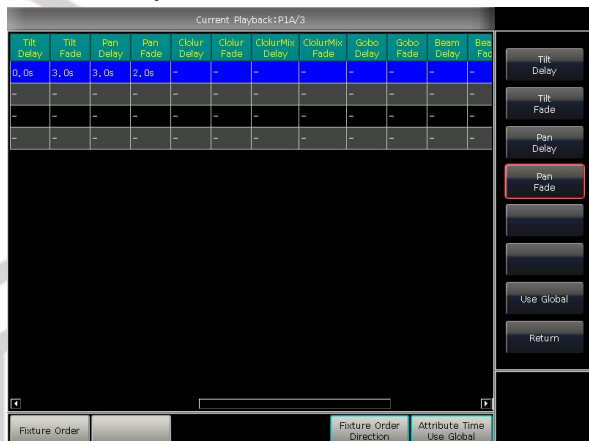 Current Playback:P1A/3
Tilt Delay Tilt Fade Pan Delay Pan Fade Clolur Delay Clolur Fade ClolurMix Delay ClolurMix Fade Gobo Delay Gobo Fade Beam Delay Bea Fad
0.0s 3.0s 3.0s 2.0s - - - - - - - -
- - - - - - - - - - - -
- - - - - - - - - - - -
- - - - - - - - - - - -
Tilt
Delay
Tilt
Fade
Pan
Delay
Pan
Fade
Use Global
Return
Fixture Order
Fixture Order
Direction
Attribute Time
Use Global